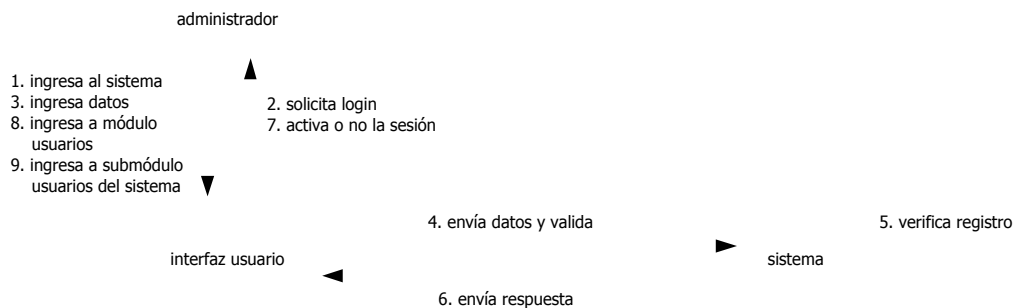 administrador
1. ingresa al sistema
3. ingresa datos
8. ingresa a módulo
usuarios
9. ingresa a submódulo
usuarios del sistema
2. solicita login
7. activa o no la sesión
4. envía datos y valida
5. verifica registro
interfaz usuario
sistema
6. envía respuesta